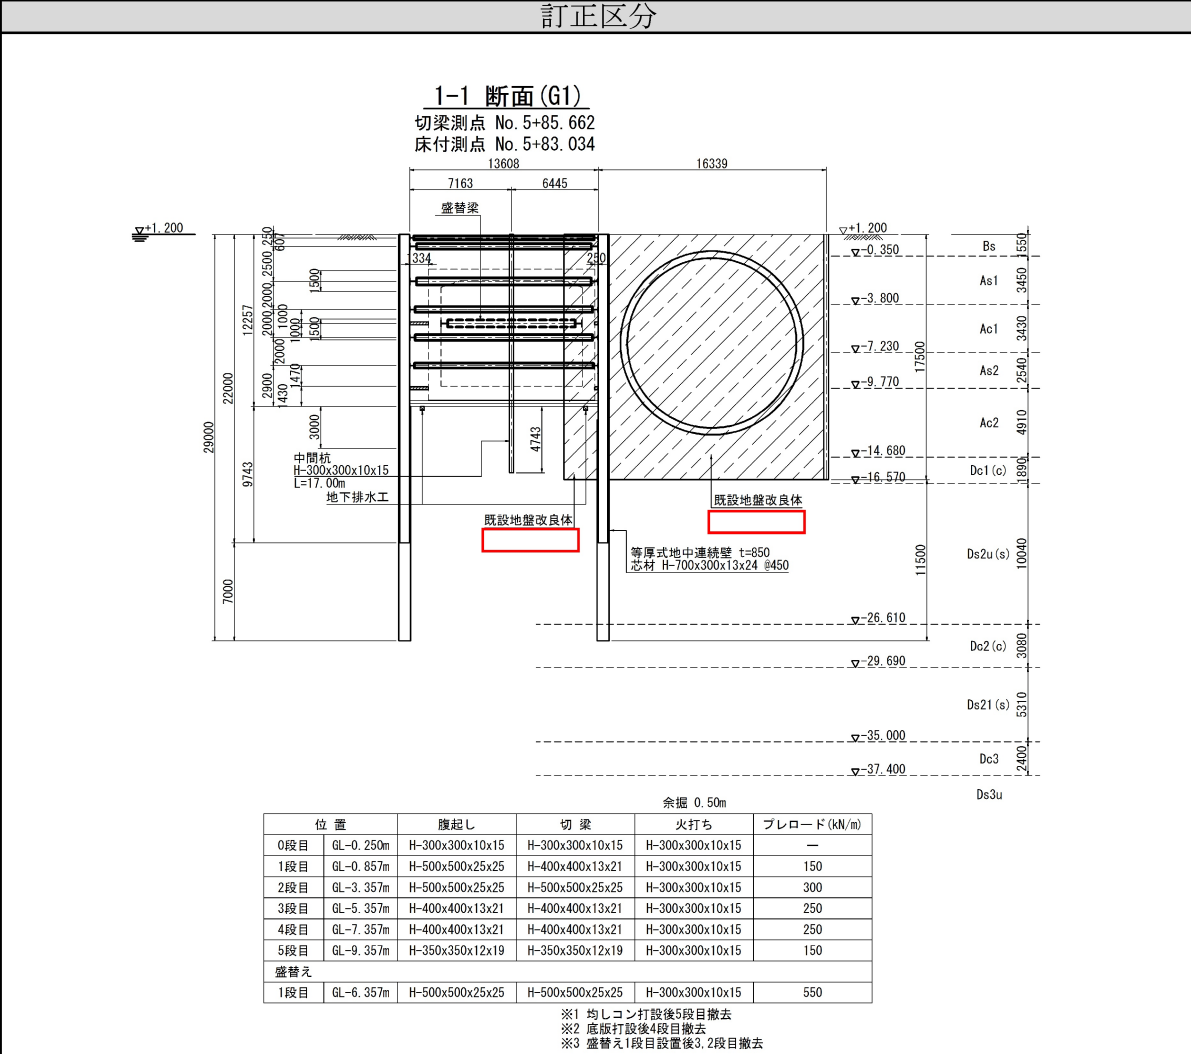 訂正区分
1-1 断面(G1)
切梁測点 No.5+85.662
床付測点 No.5+83.034
13608
16339
7163
6445
盛替梁
+1.200
+1.200
-0.350
-3.800
-7.230
-9.770
-14.680
-16.570
-26.610
-29.690
-35.000
-37.400
Bs
As1
Ac1
As2
Ac2
Dc1(c)
Ds2u(s)
Dc2(c)
Ds21(s)
Dc3
Ds3u
1550
3450
3430
2540
4910
1890
10040
3080
5310
2400
17500
11500
250
607
2500
2000
2000
2000
2900
1000
1000
1470
1430
1500
1500
3000
12257
9743
22000
7000
29000
1334
250
4743
中間杭
H-300x300x10x15
L=17.00m
地下排水工
既設地盤改良体
既設地盤改良体
等厚式地中連続壁 t=850
芯材 H-700x300x13x24 @450
余掘 0.50m
位 置 腹起し 切 梁 火打ち プレロード(kN/m)
0段目 GL-0.250m H-300x300x10x15 H-300x300x10x15 H-300x300x10x15 —
1段目 GL-0.857m H-500x500x25x25 H-400x400x13x21 H-300x300x10x15 150
2段目 GL-3.357m H-500x500x25x25 H-500x500x25x25 H-300x300x10x15 300
3段目 GL-5.357m H-400x400x13x21 H-400x400x13x21 H-300x300x10x15 250
4段目 GL-7.357m H-400x400x13x21 H-400x400x13x21 H-300x300x10x15 250
5段目 GL-9.357m H-350x350x12x19 H-350x350x12x19 H-300x300x10x15 150
盛替え
1段目 GL-6.357m H-500x500x25x25 H-500x500x25x25 H-300x300x10x15 550
※1 均しコン打設後5段目撤去
※2 底版打設後4段目撤去
※3 盛替え1段目設置後3,2段目撤去